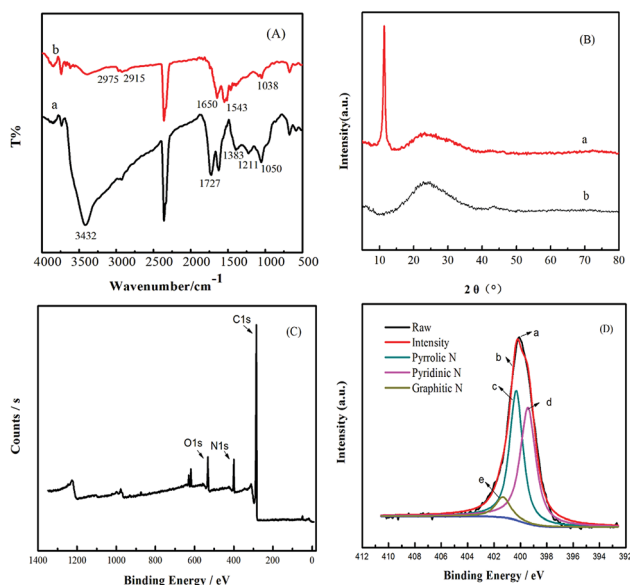 (A)
b
a
2975
2915
1650
1543
1038
3432
1727
1383
1211
1050
T%
4000 3500 3000 2500 2000 1500 1000 500
Wavenumber/cm-1
(B)
a
b
Intensity(a.u.)
10 20 30 40 50 60 70 80
2 θ (°)
(C)
C1s
O1s
N1s
Counts / s
1400 1200 1000 800 600 400 200 0
Binding Energy / eV
(D)
Raw
Intensity
Pyrrolic N
Pyridinic N
Graphitic N
a
b
c
d
e
Intensity (a.u.)
412 410 408 406 404 402 400 398 396 394 392
Binding Energy / eV